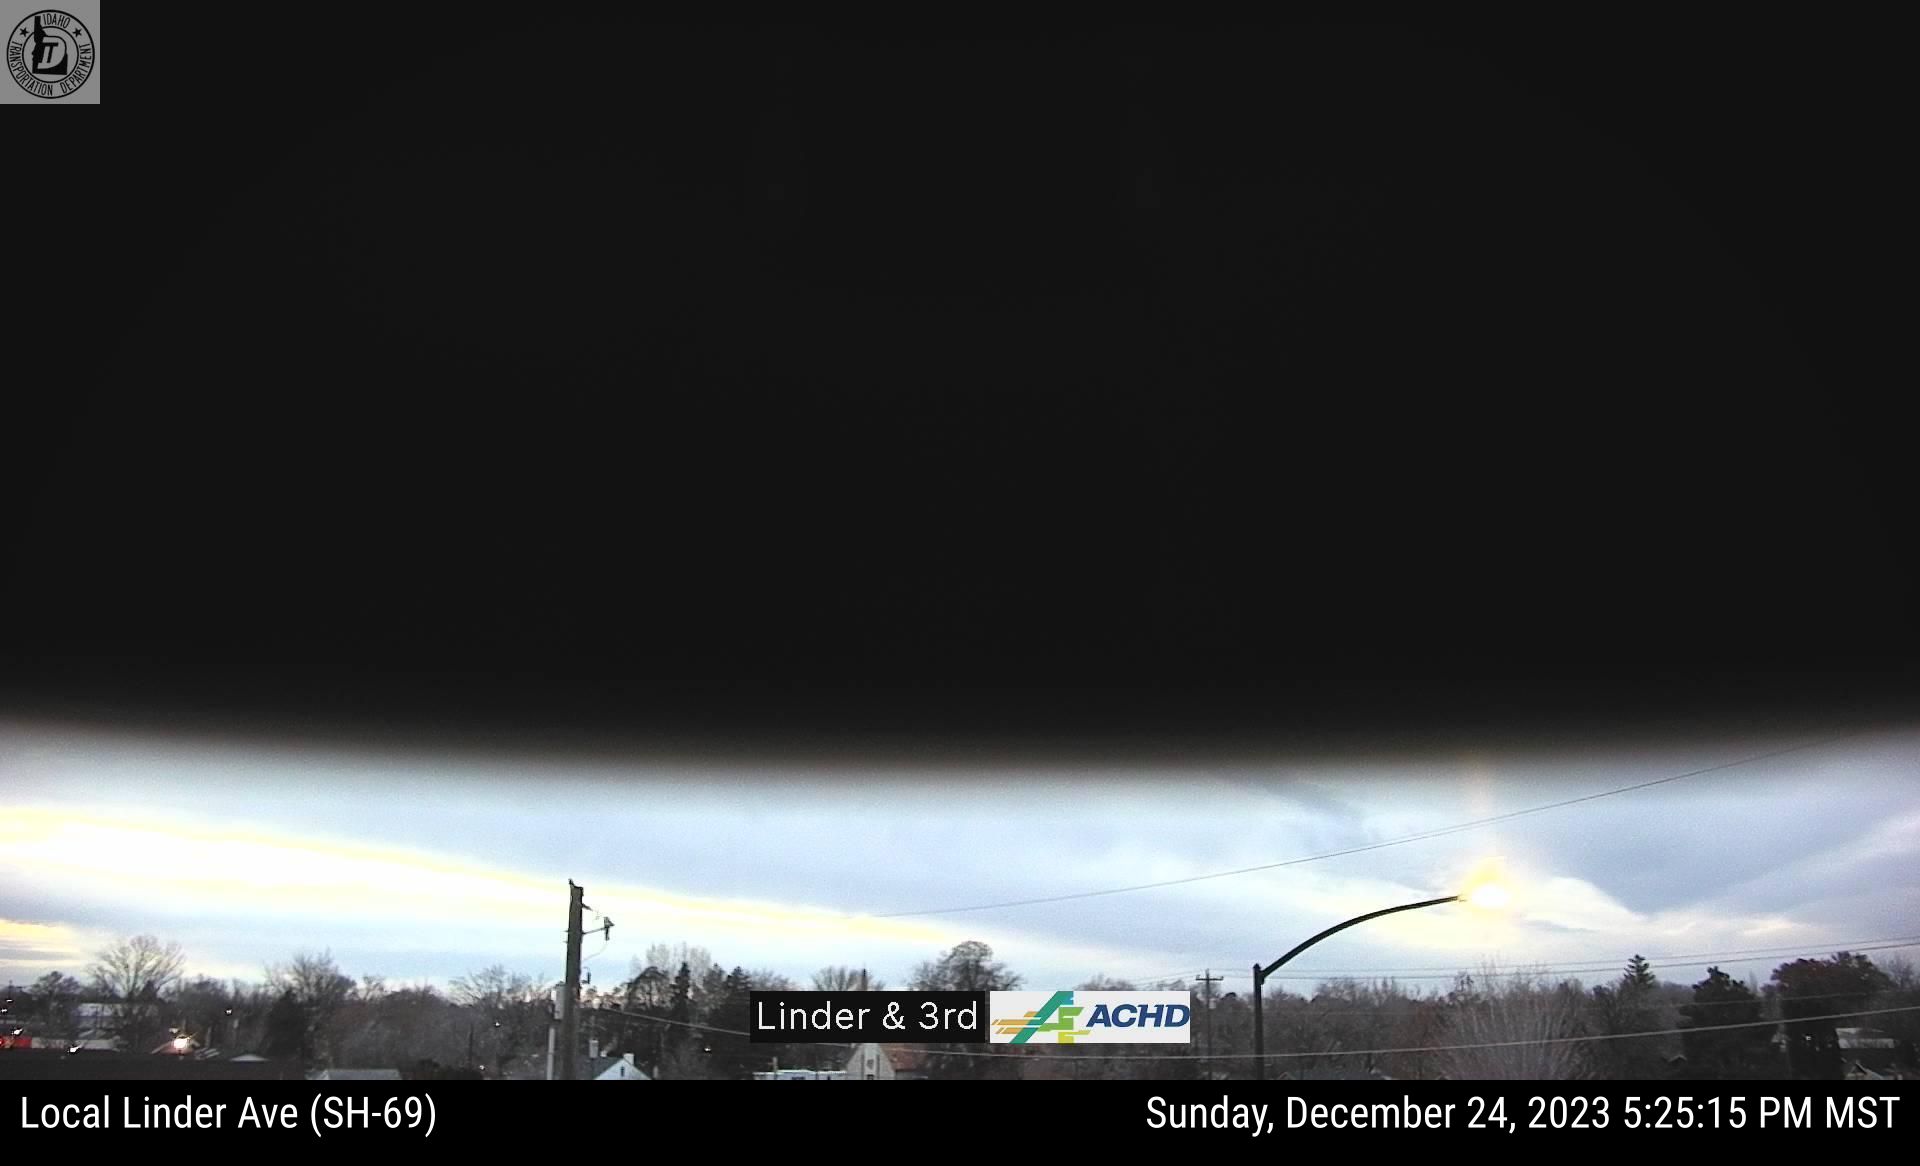 IDAHO
TRANSPORTATION DEPARTMENT
Linder & 3rd
ACHD
Local Linder Ave (SH-69)
Sunday, December 24, 2023 5:25:15 PM MST